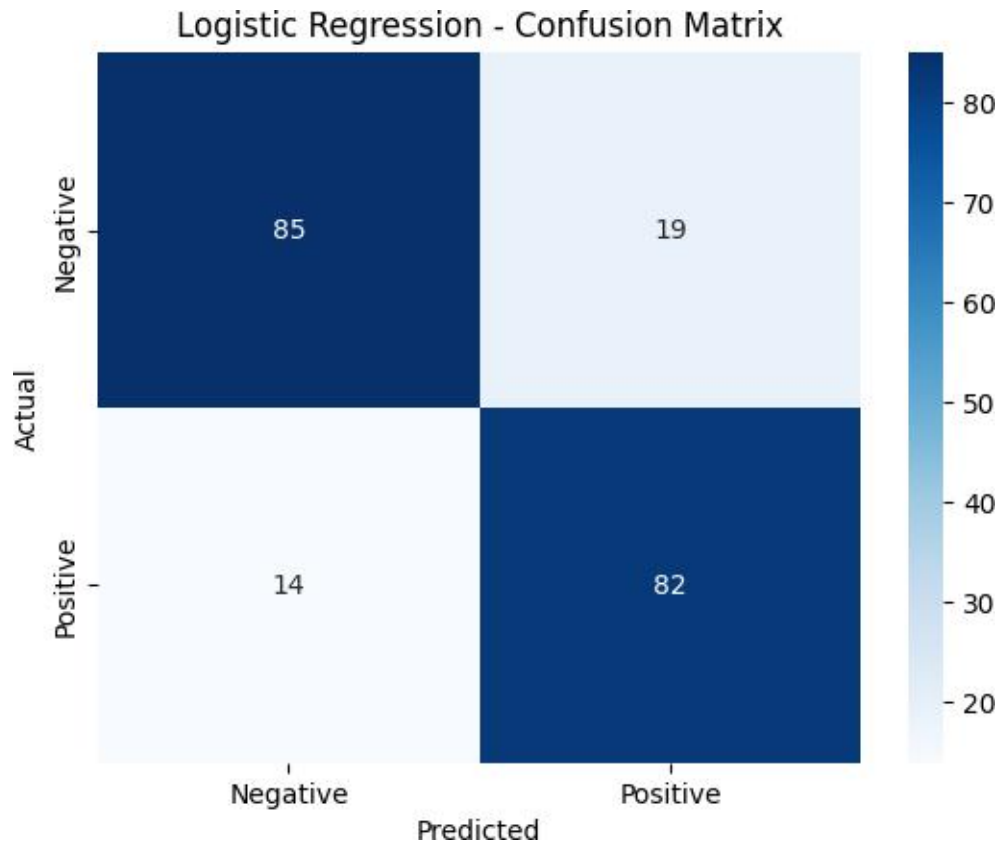 Logistic Regression - Confusion Matrix
Actual
Negative
85
19
Positive
14
82
Negative
Positive
Predicted
80
70
60
50
40
30
20